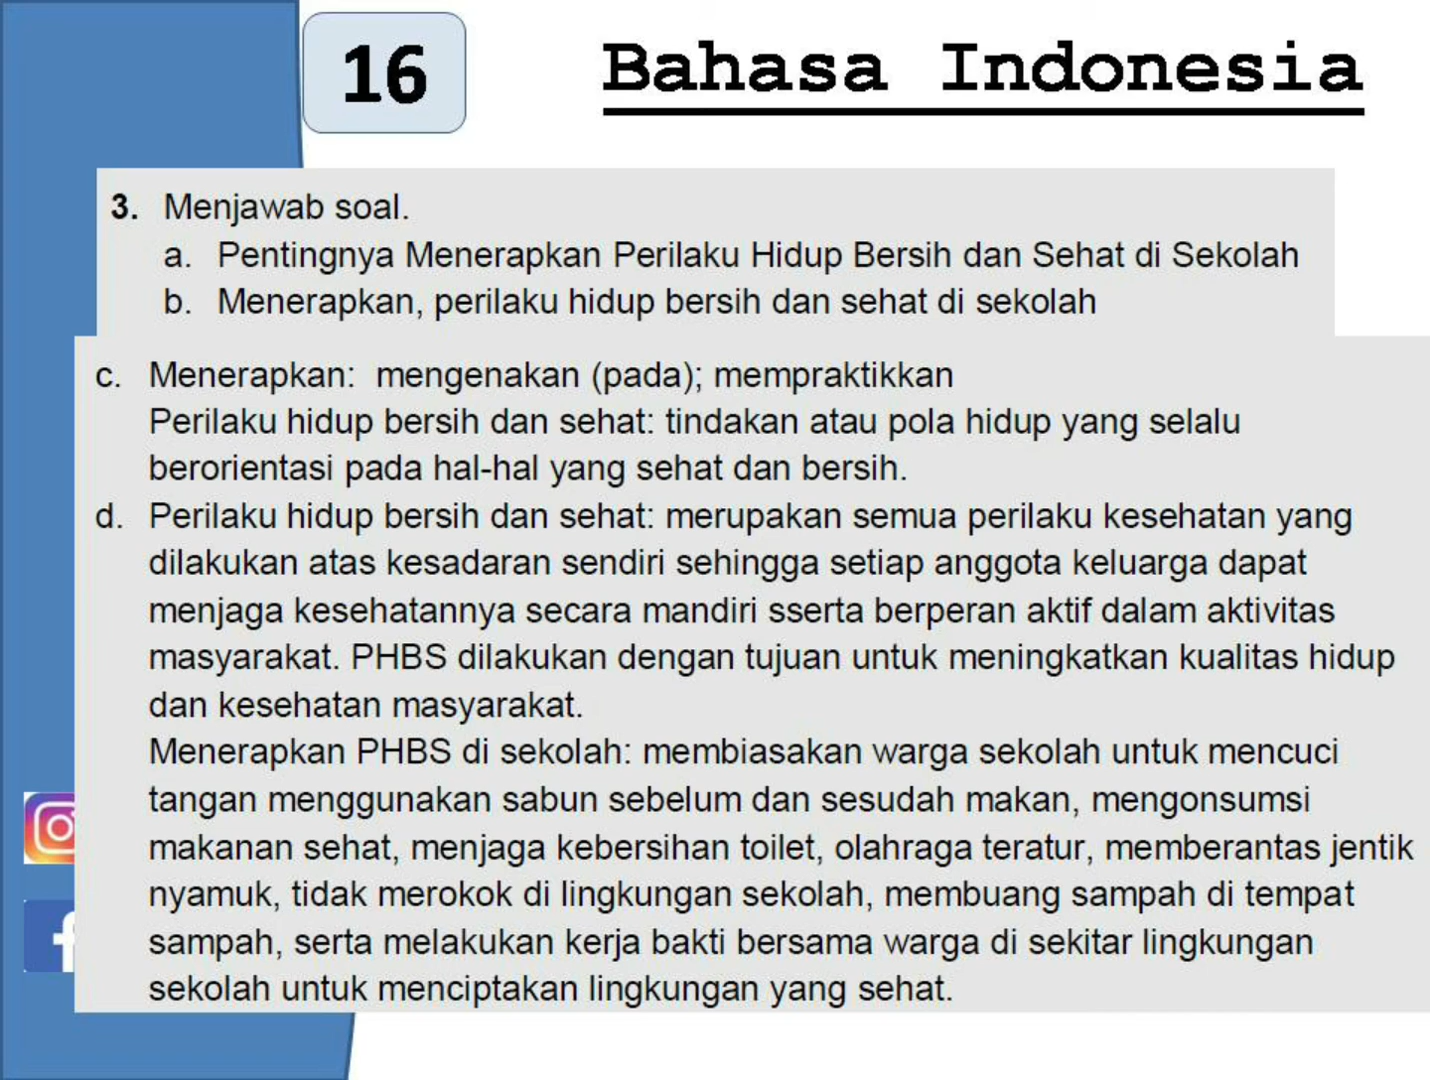 16
Bahasa Indonesia
3. Menjawab soal.
a. Pentingnya Menerapkan Perilaku Hidup Bersih dan Sehat di Sekolah
b. Menerapkan, perilaku hidup bersih dan sehat di sekolah
c. Menerapkan: mengenakan (pada); mempraktikkan
Perilaku hidup bersih dan sehat: tindakan atau pola hidup yang selalu
berorientasi pada hal-hal yang sehat dan bersih.
d. Perilaku hidup bersih dan sehat: merupakan semua perilaku kesehatan yang
dilakukan atas kesadaran sendiri sehingga setiap anggota keluarga dapat
menjaga kesehatannya secara mandiri sserta berperan aktif dalam aktivitas
masyarakat. PHBS dilakukan dengan tujuan untuk meningkatkan kualitas hidup
dan kesehatan masyarakat.
Menerapkan PHBS di sekolah: membiasakan warga sekolah untuk mencuci
tangan menggunakan sabun sebelum dan sesudah makan, mengonsumsi
makanan sehat, menjaga kebersihan toilet, olahraga teratur, memberantas jentik
nyamuk, tidak merokok di lingkungan sekolah, membuang sampah di tempat
sampah, serta melakukan kerja bakti bersama warga di sekitar lingkungan
sekolah untuk menciptakan lingkungan yang sehat.